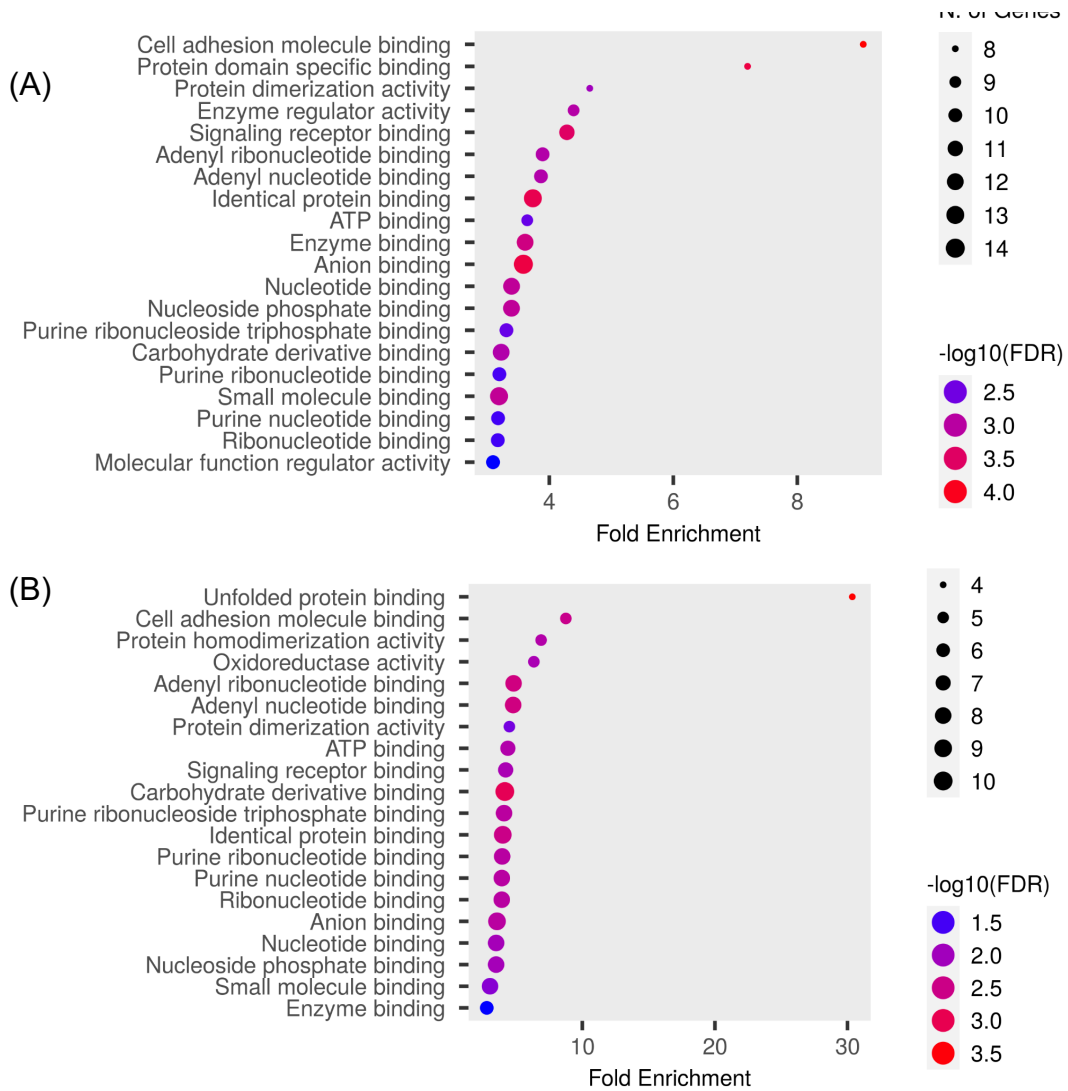 N. of Genes
(A)
Cell adhesion molecule binding
Protein domain specific binding
Protein dimerization activity
Enzyme regulator activity
Signaling receptor binding
Adenyl ribonucleotide binding
Adenyl nucleotide binding
Identical protein binding
ATP binding
Enzyme binding
Anion binding
Nucleotide binding
Nucleoside phosphate binding
Purine ribonucleoside triphosphate binding
Carbohydrate derivative binding
Purine ribonucleotide binding
Small molecule binding
Purine nucleotide binding
Ribonucleotide binding
Molecular function regulator activity
4 6 8
Fold Enrichment
8
9
10
11
12
13
14
-log10(FDR)
2.5
3.0
3.5
4.0
(B)
Unfolded protein binding
Cell adhesion molecule binding
Protein homodimerization activity
Oxidoreductase activity
Adenyl ribonucleotide binding
Adenyl nucleotide binding
Protein dimerization activity
ATP binding
Signaling receptor binding
Carbohydrate derivative binding
Purine ribonucleoside triphosphate binding
Identical protein binding
Purine ribonucleotide binding
Purine nucleotide binding
Ribonucleotide binding
Anion binding
Nucleotide binding
Nucleoside phosphate binding
Small molecule binding
Enzyme binding
10 20 30
Fold Enrichment
4
5
6
7
8
9
10
-log10(FDR)
1.5
2.0
2.5
3.0
3.5